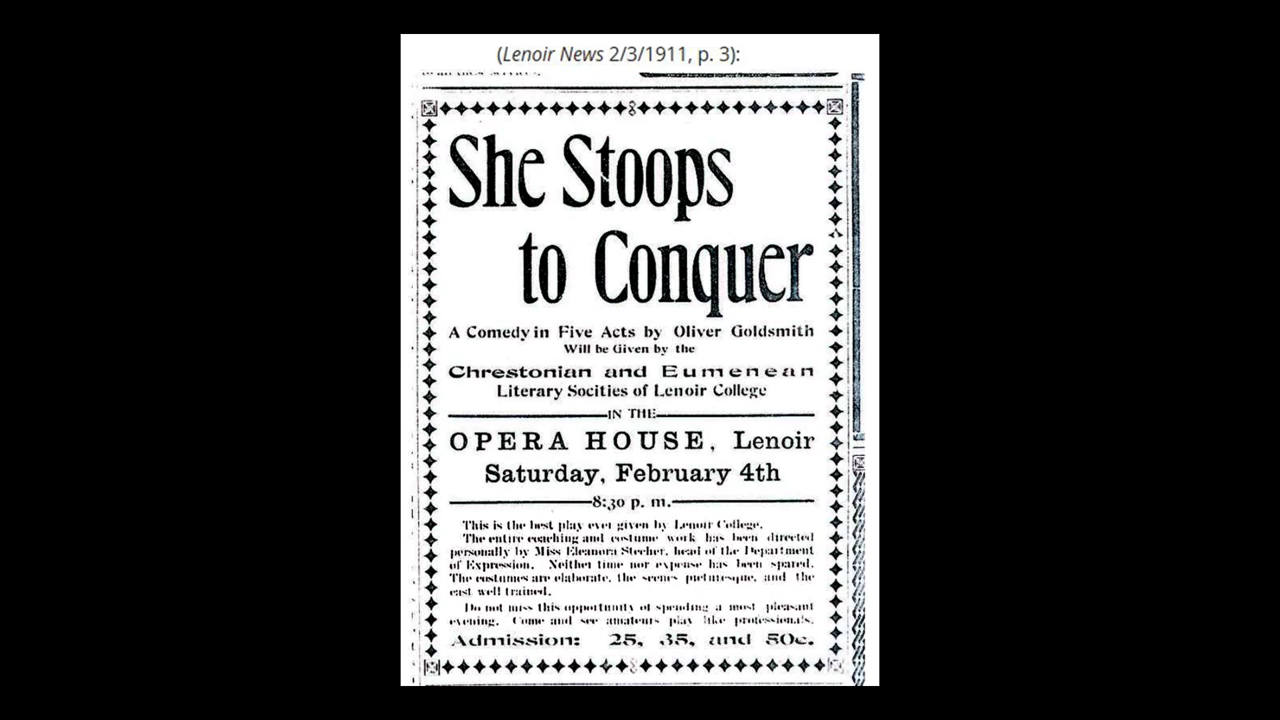 (Lenoir News 2/3/1911, p. 3):
to all these services.
She Stoops
to Conquer
A Comedy in Five Acts by Oliver Goldsmith
Will be Given by the
Chrestonian and Eumenean
Literary Socities of Lenoir College
IN THE
OPERA HOUSE, Lenoir
Saturday, February 4th
8:30 p. m.
This is the best play ever given by Lenoir College.
The entire coaching and costume work has been directed
personally by Miss Eleanora Stecher, head of the Department
of Expression. Neither time nor expense has been spared.
The costumes are elaborate, the scenes picturesque, and the
cast well trained.
Do not miss this opportunity of spending a most pleasant
evening. Come and see amateurs play like professionals.
Admission: 25, 35, and 50c.